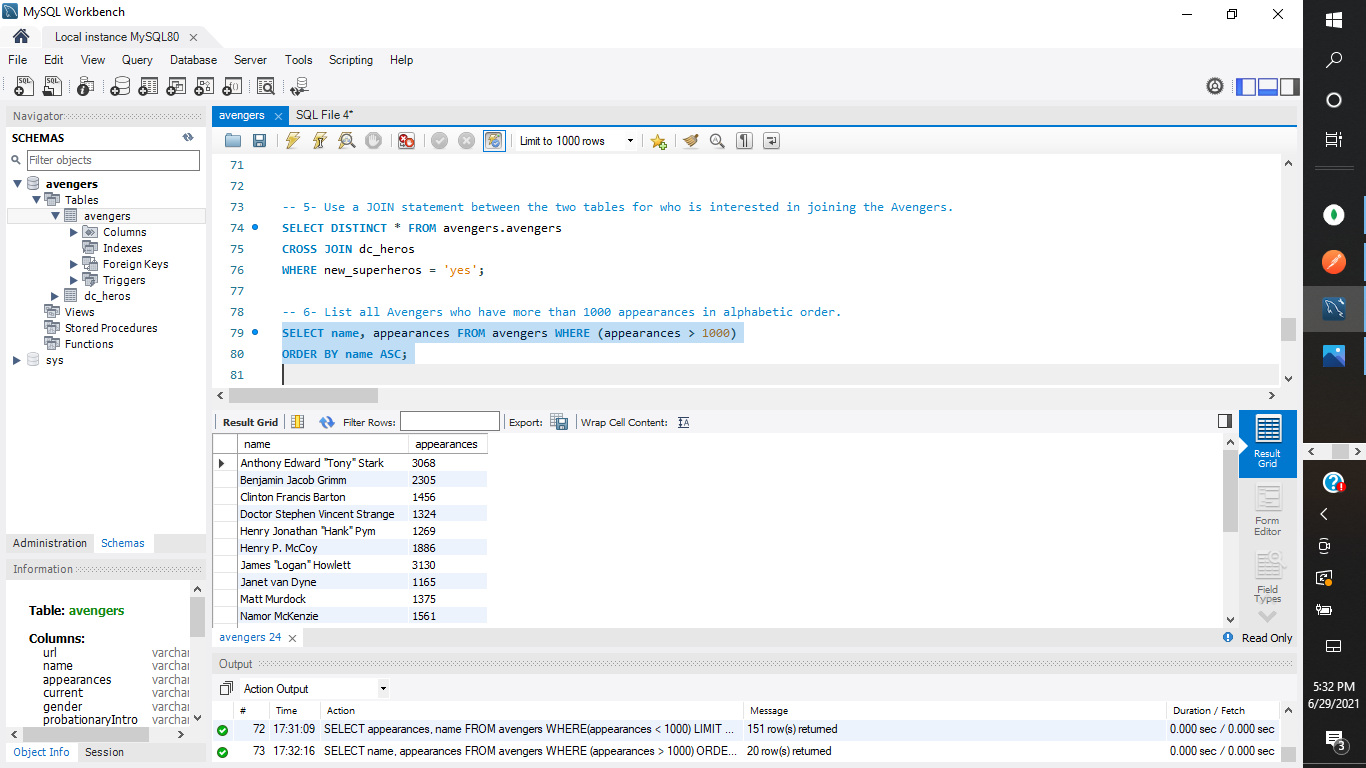 MySQL Workbench
Local instance MySQL80
File Edit View Query Database Server Tools Scripting Help
Navigator
SCHEMAS
Filter objects
avengers
Tables
avengers
Columns
Indexes
Foreign Keys
Triggers
dc_heros
Views
Stored Procedures
Functions
sys
Administration Schemas
Information
Table: avengers
Columns:
url varchar
name varchar
appearances varchar
current varchar
gender varchar
probationaryIntro varchar
Object Info Session
avengers SQL File 4*
Limit to 1000 rows
71
72
73 -- 5- Use a JOIN statement between the two tables for who is interested in joining the Avengers.
74 SELECT DISTINCT * FROM avengers.avengers
75 CROSS JOIN dc_heros
76 WHERE new_superheros = 'yes';
77
78 -- 6- List all Avengers who have more than 1000 appearances in alphabetic order.
79 SELECT name, appearances FROM avengers WHERE (appearances > 1000)
80 ORDER BY name ASC;
81
Result Grid Filter Rows: Export: Wrap Cell Content:
name appearances
Anthony Edward "Tony" Stark 3068
Benjamin Jacob Grimm 2305
Clinton Francis Barton 1456
Doctor Stephen Vincent Strange 1324
Henry Jonathan "Hank" Pym 1269
Henry P. McCoy 1886
James "Logan" Howlett 3130
Janet van Dyne 1165
Matt Murdock 1375
Namor McKenzie 1561
Result
Grid
Form
Editor
Field
Types
avengers 24
Read Only
Output
Action Output
# Time Action Message Duration / Fetch
72 17:31:09 SELECT appearances, name FROM avengers WHERE(appearances < 1000) LIMIT ... 151 row(s) returned 0.000 sec / 0.000 sec
73 17:32:16 SELECT name, appearances FROM avengers WHERE (appearances > 1000) ORDE... 20 row(s) returned 0.000 sec / 0.000 sec
5:32 PM
6/29/2021
3